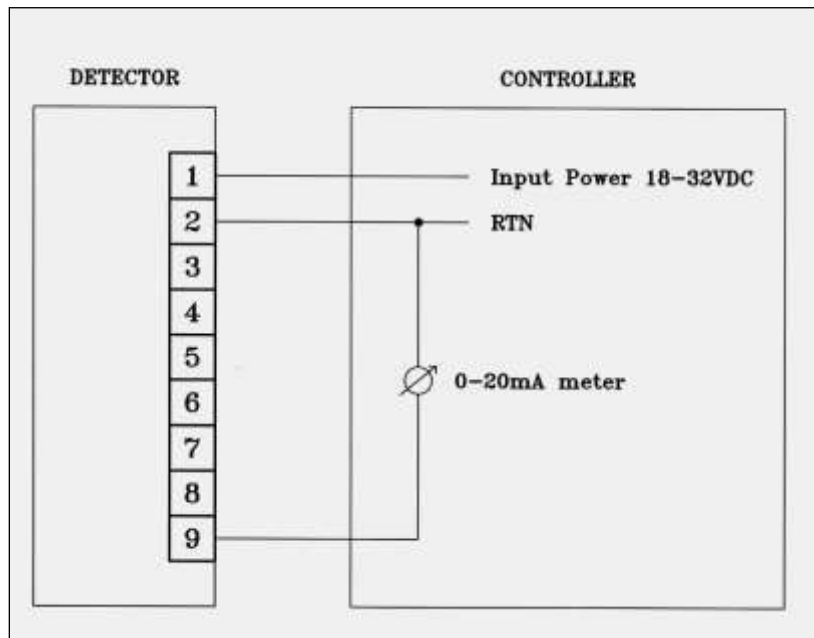 DETECTOR
CONTROLLER
1
Input Power 18-32VDC
2
RTN
3
4
5
0-20mA meter
6
7
8
9